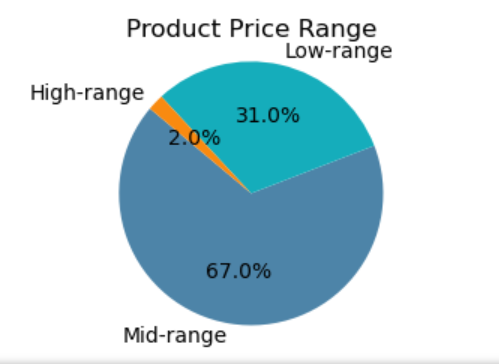 Product Price Range
Low-range
High-range
31.0%
2.0%
67.0%
Mid-range